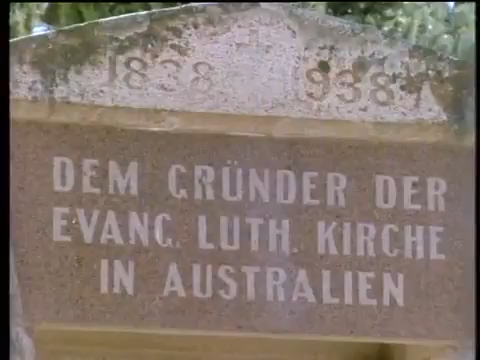 1838 1938
DEM GRÜNDER DER
EVANG. LUTH. KIRCHE
IN AUSTRALIEN